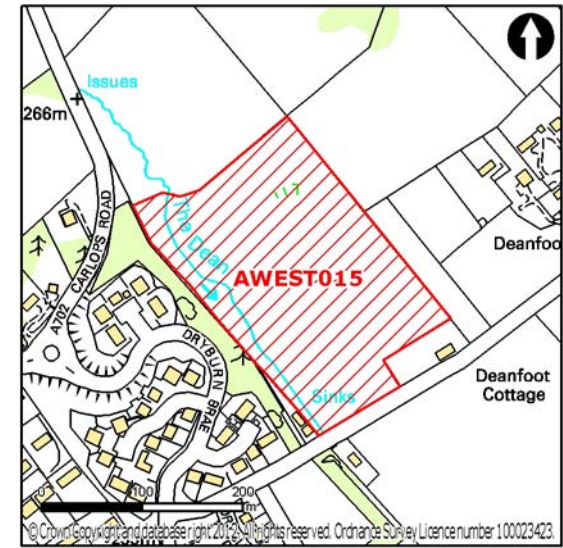 Issues
266m
The Dean
A702 CARLOPS ROAD
AWEST015
Deanfoo
DRYBURN BRAE
Sinks
Deanfoot
Cottage
0 100 200
m
© Crown Copyright and database right 2012. All rights reserved. Ordnance Survey Licence number 100023423.